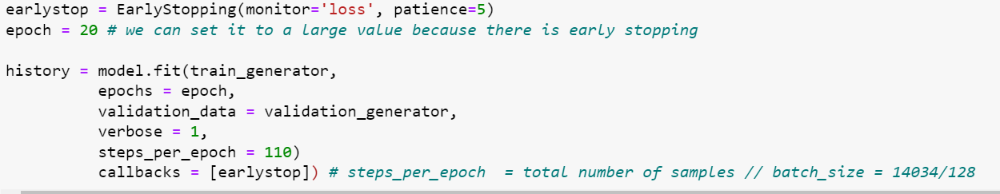 earlystop = EarlyStopping(monitor='loss', patience=5)
epoch = 20 # we can set it to a large value because there is early stopping

history = model.fit(train_generator,
          epochs = epoch,
          validation_data = validation_generator,
          verbose = 1,
          steps_per_epoch = 110)
          callbacks = [earlystop]) # steps_per_epoch  = total number of samples // batch_size = 14034/128